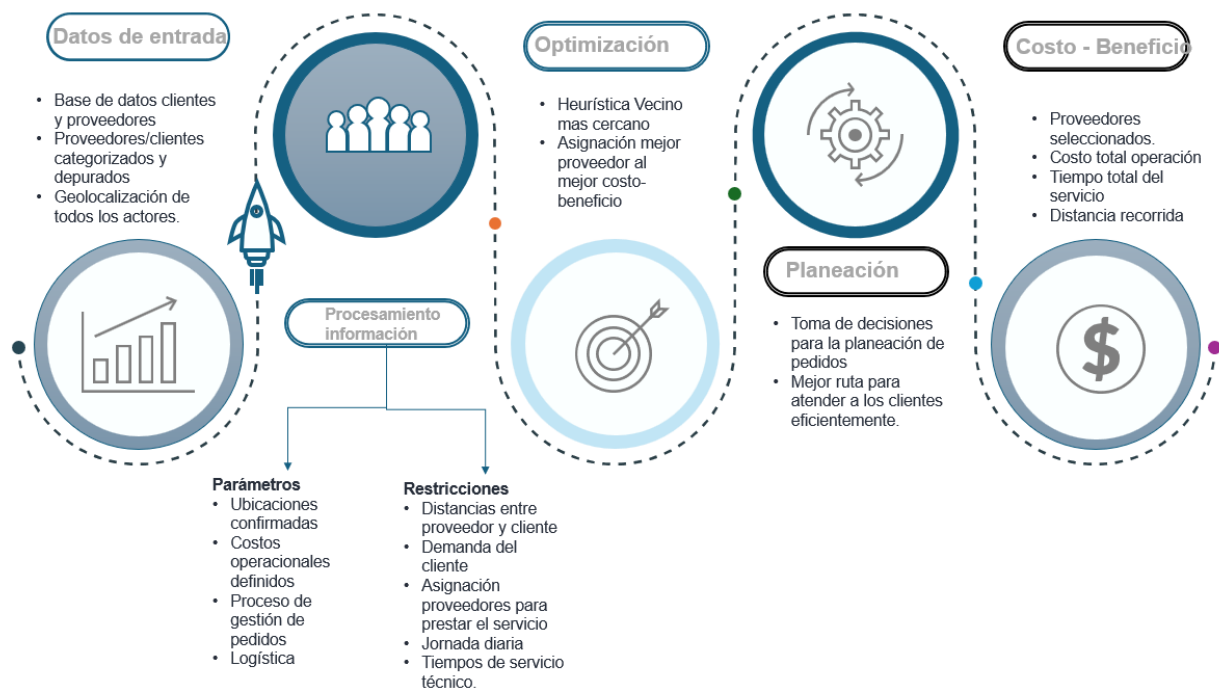 Datos de entrada
• Base de datos clientes
y proveedores
• Proveedores/clientes
categorizados y
depurados
• Geolocalización de
todos los actores.
Procesamiento
información
Parámetros
• Ubicaciones
confirmadas
• Costos
operacionales
definidos
• Proceso de
gestión de
pedidos
• Logística
Restricciones
• Distancias entre
proveedor y cliente
• Demanda del
cliente
• Asignación
proveedores para
prestar el servicio
• Jornada diaria
• Tiempos de servicio
técnico.
Optimización
• Heurística Vecino
mas cercano
• Asignación mejor
proveedor al
mejor costo-
beneficio
Planeación
• Toma de decisiones
para la planeación de
pedidos
• Mejor ruta para
atender a los clientes
eficientemente.
Costo - Beneficio
• Proveedores
seleccionados.
• Costo total operación
• Tiempo total del
servicio
• Distancia recorrida
$